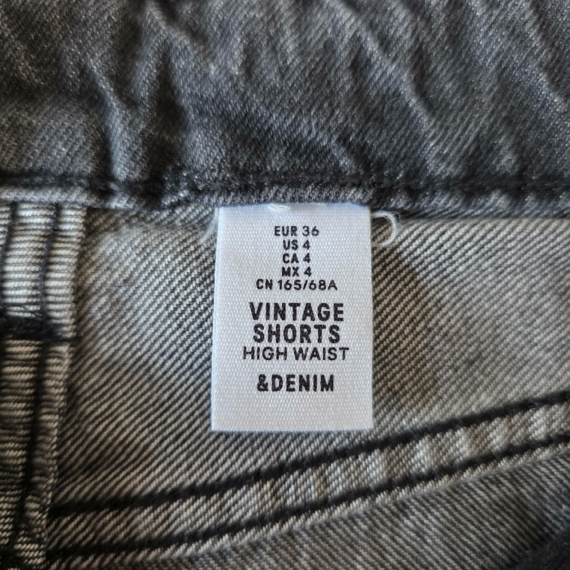 EUR 36
US 4
CA 4
MX 4
CN 165/68A
VINTAGE
SHORTS
HIGH WAIST
&DENIM